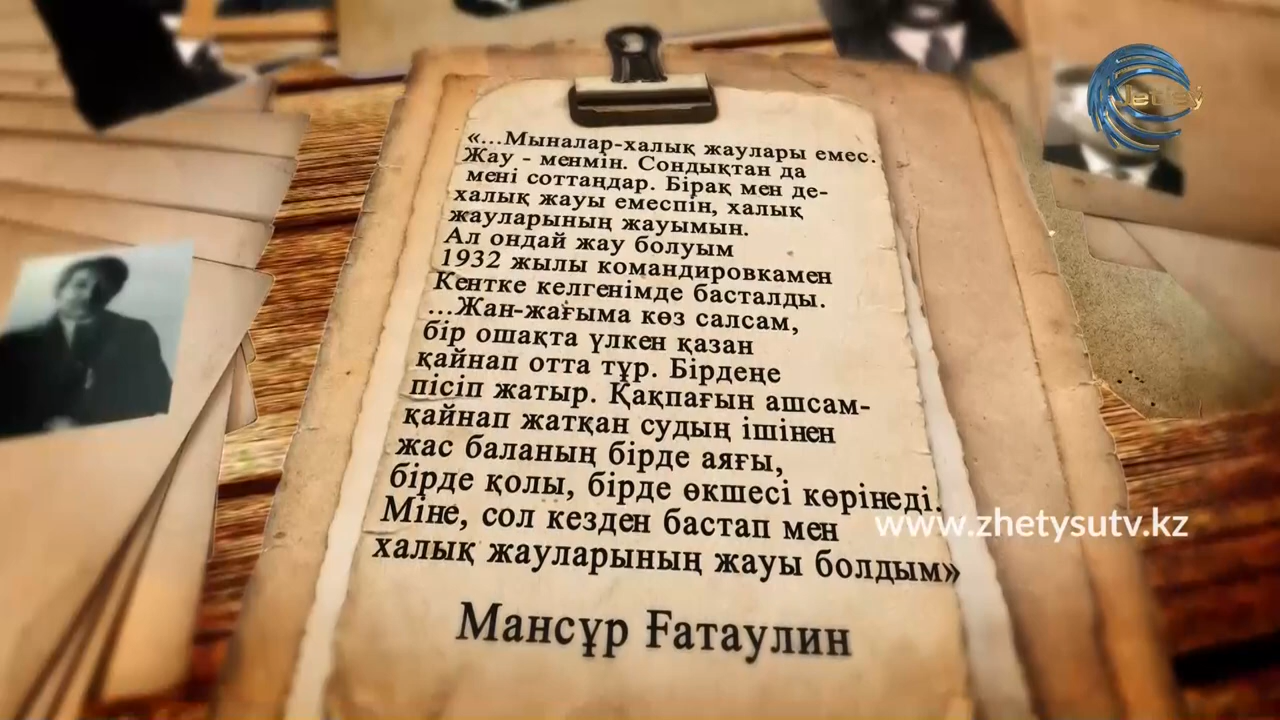 Jetisý
«...Мыналар-халық жаулары емес.
Жау - менмін. Сондықтан да
мені соттаңдар. Бірақ мен де-
халық жауы емеспін, халық
жауларының жауымын.
Ал ондай жау болуым
1932 жылы командировкамен
Кентке келгенімде басталды.
...Жан-жағыма көз салсам,
бір ошақта үлкен қазан
қайнап отта тұр. Бірдеңе
пісіп жатыр. Қақпағын ашсам-
қайнап жатқан судың ішінен
жас баланың бірде аяғы,
бірде қолы, бірде өкшесі көрінеді.
Міне, сол кезден бастап мен
халық жауларының жауы болдым»
Мансұр Ғатаулин
www.zhetysutv.kz